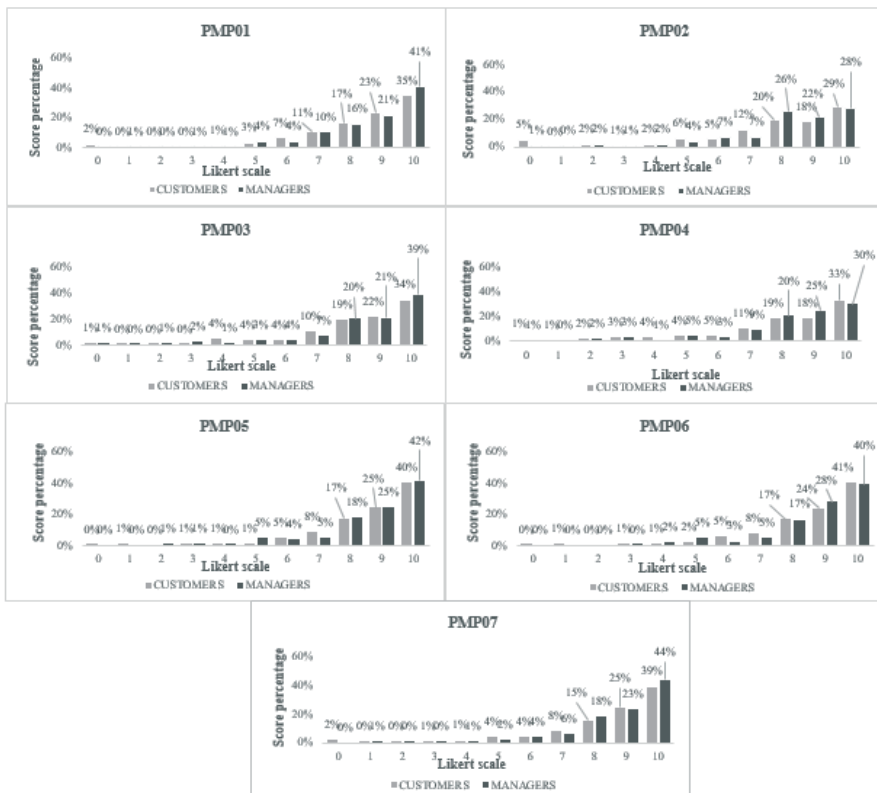 PMP01
Score percentage
60%
40%
20%
0%
2% 0% 0% 1% 0% 0% 0% 1% 1% 3% 4% 7% 4% 11% 10% 17% 16% 23% 21% 35% 41%
0 1 2 3 4 5 6 7 8 9 10
Likert scale
CUSTOMERS MANAGERS
PMP02
Score percentage
60%
40%
20%
0%
5% 1% 0% 0% 2% 2% 1% 1% 2% 2% 6% 4% 5% 7% 12% 7% 20% 26% 18% 22% 29% 28%
0 1 2 3 4 5 6 7 8 9 10
Likert scale
CUSTOMERS MANAGERS
PMP03
Score percentage
60%
40%
20%
0%
1% 1% 0% 0% 0% 1% 0% 2% 4% 1% 4% 3% 4% 4% 10% 7% 19% 20% 22% 21% 34% 39%
0 1 2 3 4 5 6 7 8 9 10
Likert scale
CUSTOMERS MANAGERS
PMP04
Score percentage
60%
40%
20%
0%
1% 1% 1% 0% 2% 2% 3% 3% 4% 1% 4% 5% 3% 11% 9% 19% 20% 18% 25% 33% 30%
0 1 2 3 4 5 6 7 8 9 10
Likert scale
CUSTOMERS MANAGERS
PMP05
Score percentage
60%
40%
20%
0%
0% 0% 1% 0% 0% 1% 1% 1% 1% 0% 1% 5% 5% 4% 8% 5% 17% 18% 25% 25% 40% 42%
0 1 2 3 4 5 6 7 8 9 10
Likert scale
CUSTOMERS MANAGERS
PMP06
Score percentage
60%
40%
20%
0%
0% 0% 1% 0% 0% 0% 1% 0% 1% 2% 2% 5% 5% 3% 8% 5% 17% 17% 24% 28% 41% 40%
0 1 2 3 4 5 6 7 8 9 10
Likert scale
CUSTOMERS MANAGERS
PMP07
Score percentage
60%
40%
20%
0%
2% 0% 0% 1% 0% 0% 1% 0% 1% 1% 4% 2% 4% 4% 8% 6% 15% 18% 25% 23% 39% 44%
0 1 2 3 4 5 6 7 8 9 10
Likert scale
CUSTOMERS MANAGERS